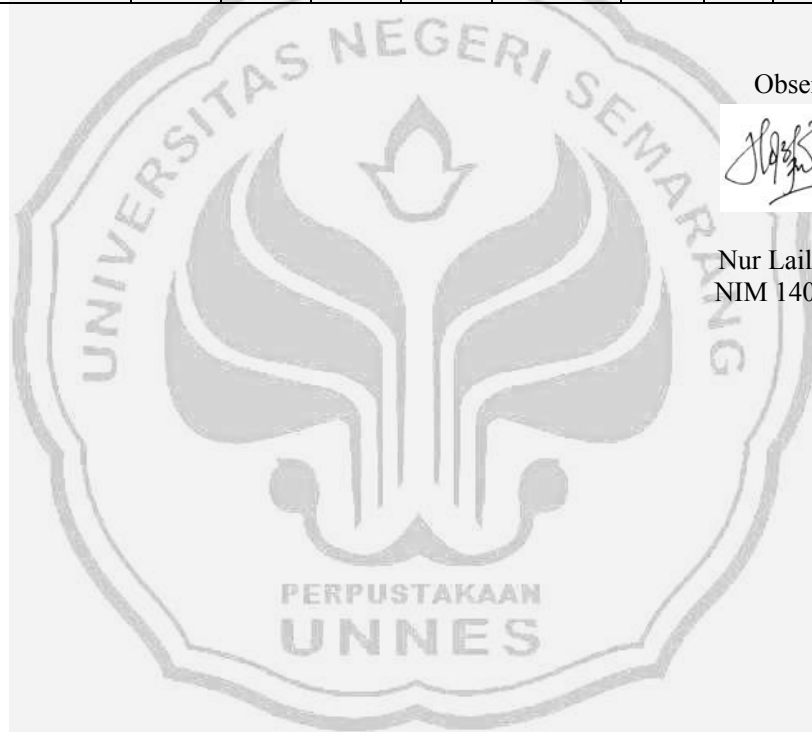 UNIVERSITAS NEGERI SEMARANG
Obse
Nur Lail
NIM 140
PERPUSTAKAAN
UNNES